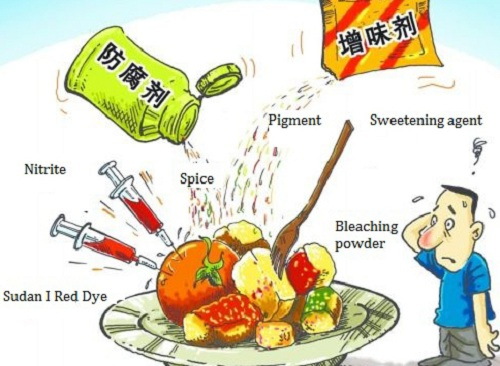 防腐剂
增味剂
Pigment
Sweetening agent
Nitrite
Spice
Bleaching
powder
Sudan I Red Dye